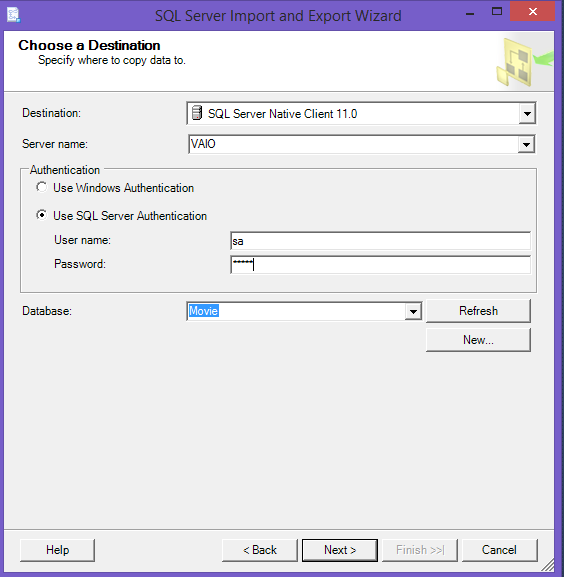 SQL Server Import and Export Wizard
Choose a Destination
Specify where to copy data to.
Destination: SQL Server Native Client 11.0
Server name: VAIO
Authentication
Use Windows Authentication
Use SQL Server Authentication
User name: sa
Password: *****
Database: Movie Refresh
New...
Help < Back Next > Finish >>| Cancel